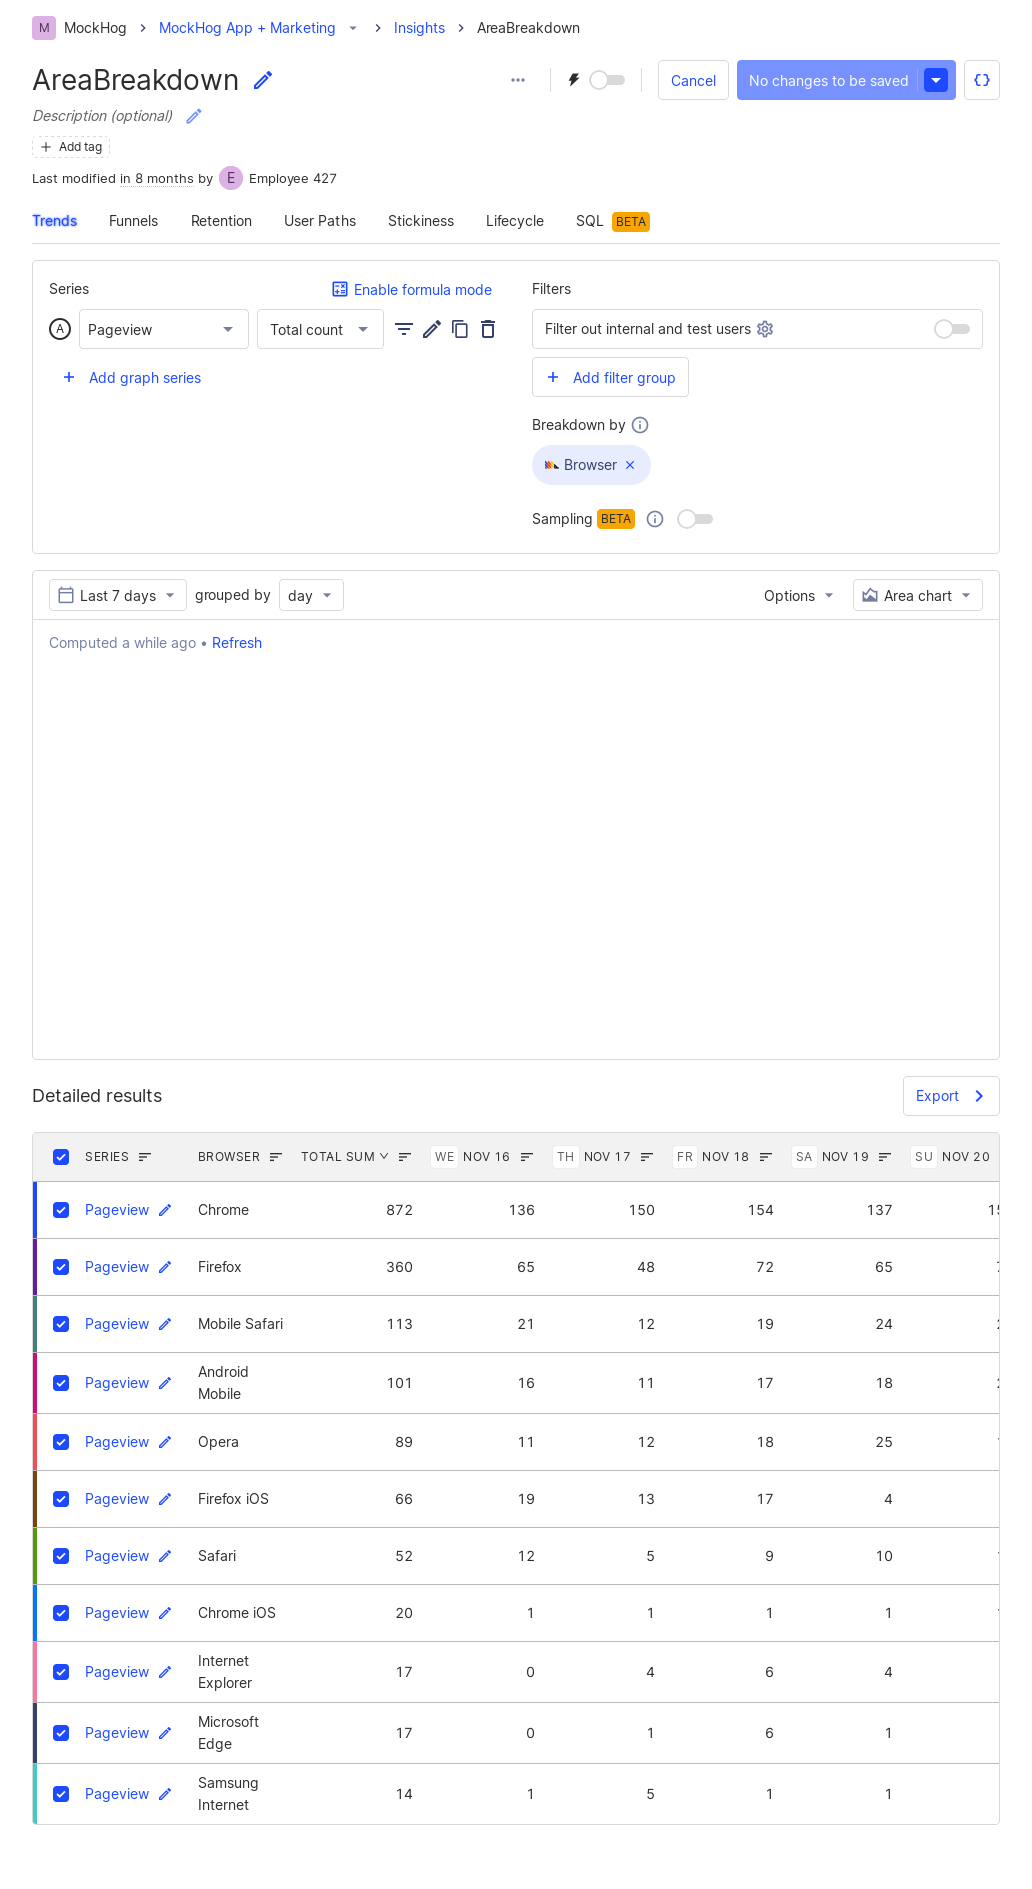 M MockHog MockHog App + Marketing Insights AreaBreakdown
AreaBreakdown Cancel No changes to be saved
Description (optional)
Add tag
Last modified in 8 months by E Employee 427
Trends Funnels Retention User Paths Stickiness Lifecycle SQL BETA
Series Enable formula mode Filters
A Pageview Total count Filter out internal and test users
Add graph series Add filter group
Breakdown by
Browser
Sampling BETA
Last 7 days grouped by day Options Area chart
Computed a while ago • Refresh
Detailed results Export
SERIES BROWSER TOTAL SUM WE NOV 16 TH NOV 17 FR NOV 18 SA NOV 19 SU NOV 20
Pageview Chrome 872 136 150 154 137
Pageview Firefox 360 65 48 72 65
Pageview Mobile Safari 113 21 12 19 24
Pageview Android Mobile 101 16 11 17 18
Pageview Opera 89 11 12 18 25
Pageview Firefox iOS 66 19 13 17 4
Pageview Safari 52 12 5 9 10
Pageview Chrome iOS 20 1 1 1 1
Pageview Internet Explorer 17 0 4 6 4
Pageview Microsoft Edge 17 0 1 6 1
Pageview Samsung Internet 14 1 5 1 1